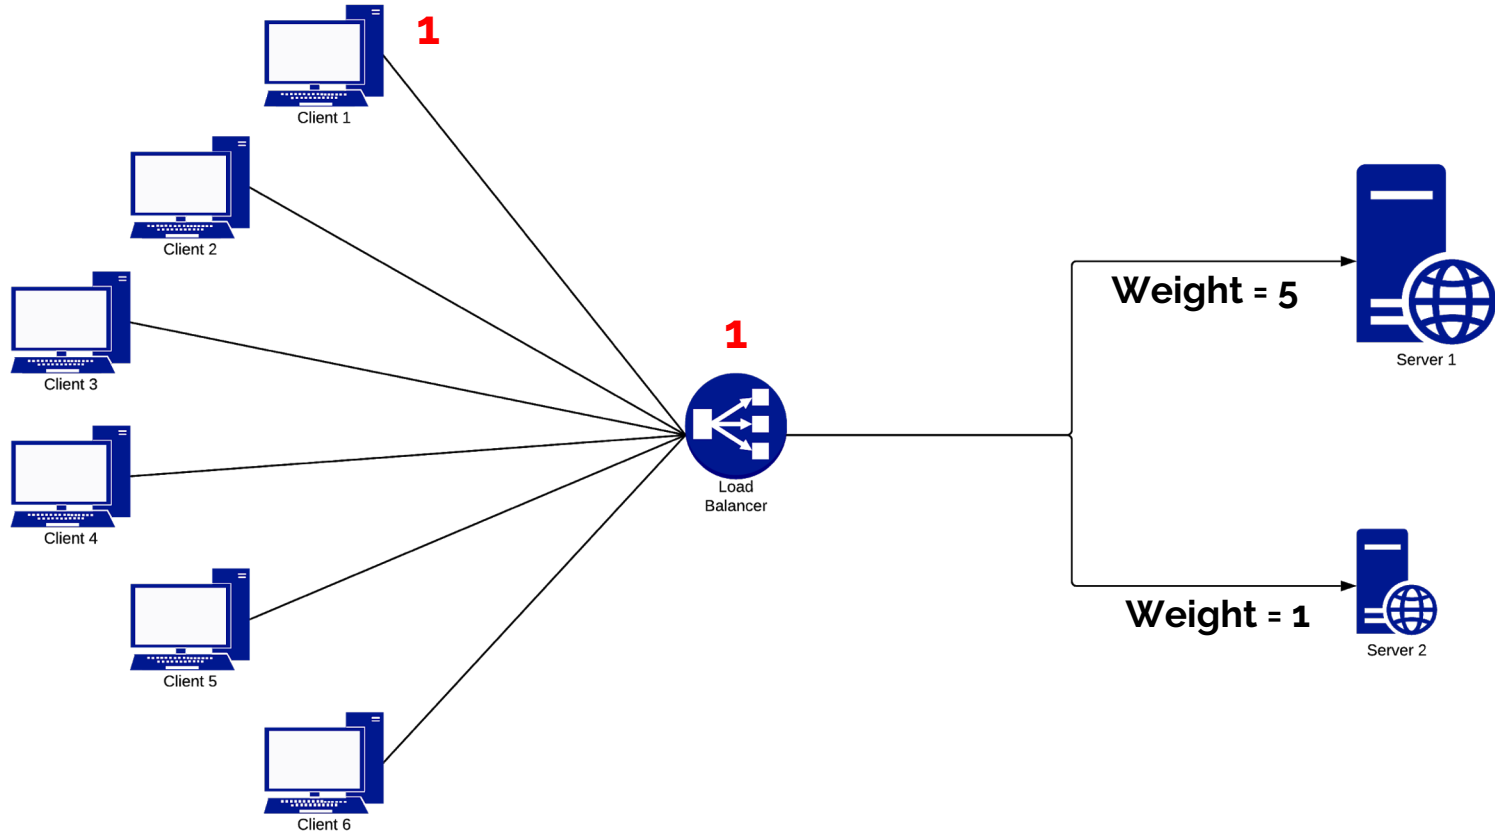 1
Client 1
Client 2
Client 3
Client 4
Client 5
Client 6
1
Load
Balancer
Weight = 5
Server 1
Weight = 1
Server 2